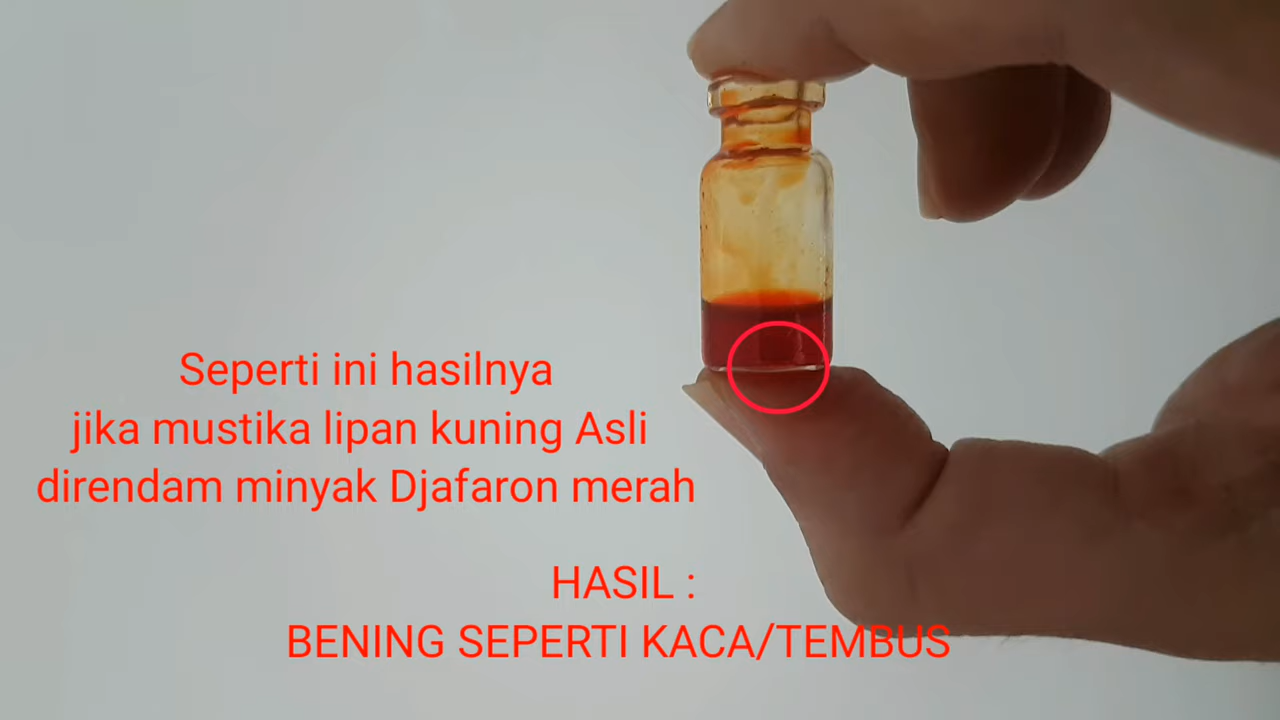 Seperti ini hasilnya
jika mustika lipan kuning Asli
direndam minyak Djafaron merah
HASIL :
BENING SEPERTI KACA/TEMBUS